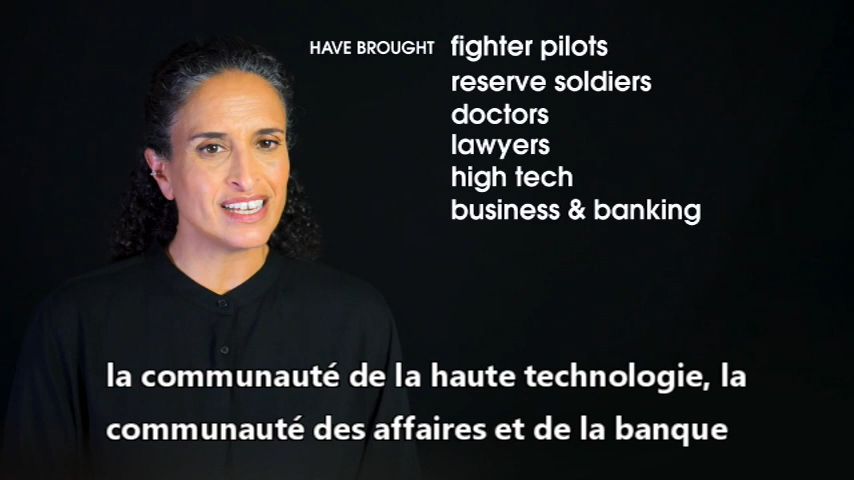 HAVE BROUGHT fighter pilots
reserve soldiers
doctors
lawyers
high tech
business & banking
la communauté de la haute technologie, la
communauté des affaires et de la banque